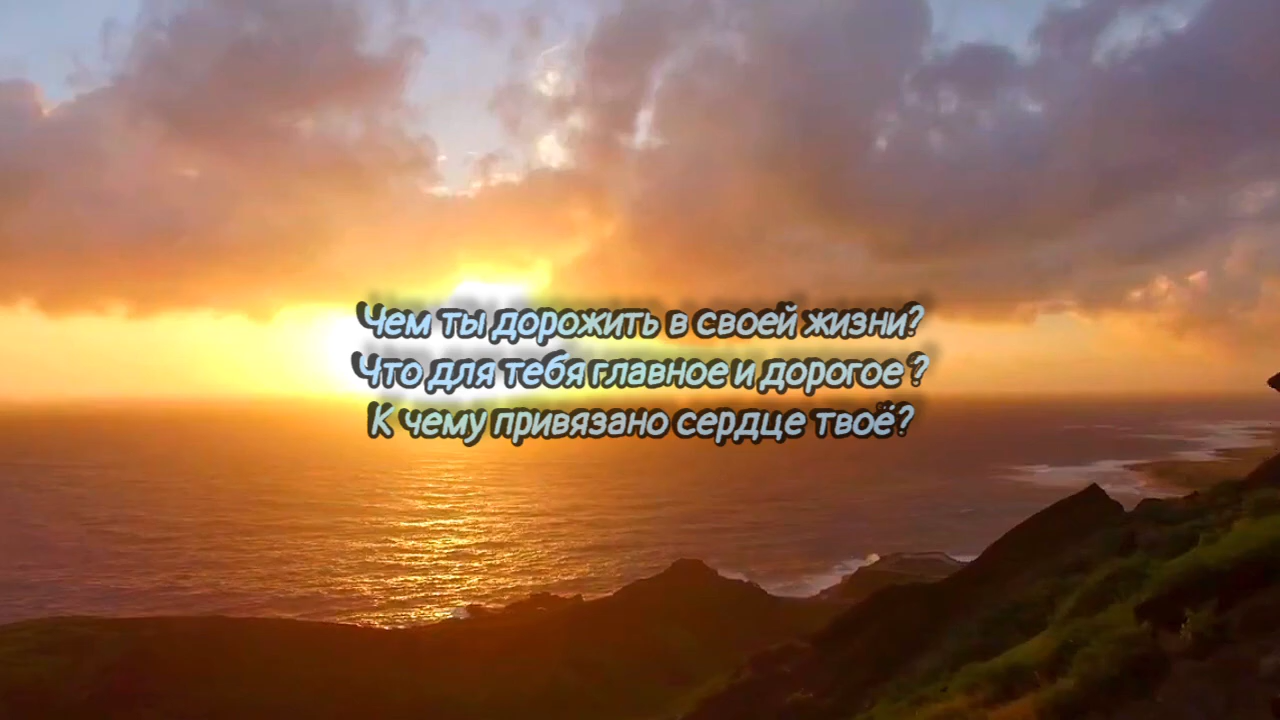 Чем ты дорожить в своей жизни?
Что для тебя главное и дорогое ?
К чему привязано сердце твоё?